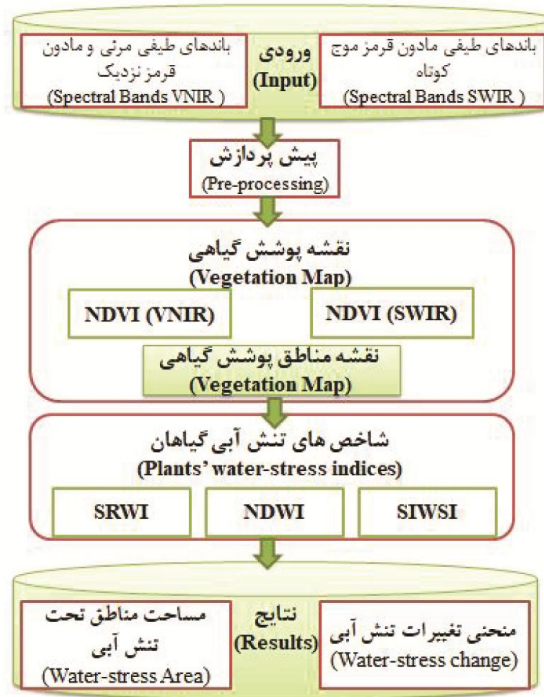 باندهای طیفی مادون قرمز موج
کوتاه
(Spectral Bands SWIR )
ورودی
(Input)
باندهای طیفی مرئی و مادون
قرمز نزدیک
(Spectral Bands VNIR )
پیش پردازش
(Pre-processing)
نقشه پوشش گیاهی
(Vegetation Map)
NDVI (VNIR)
NDVI (SWIR)
نقشه مناطق پوشش گیاهی
(Vegetation Map)
شاخص های تنش آبی گیاهان
(Plants' water-stress indices)
SRWI
NDWI
SIWSI
منحنی تغییرات تنش آبی
(Water-stress change)
نتایج
(Results)
مساحت مناطق تحت
تنش آبی
(Water-stress Area)